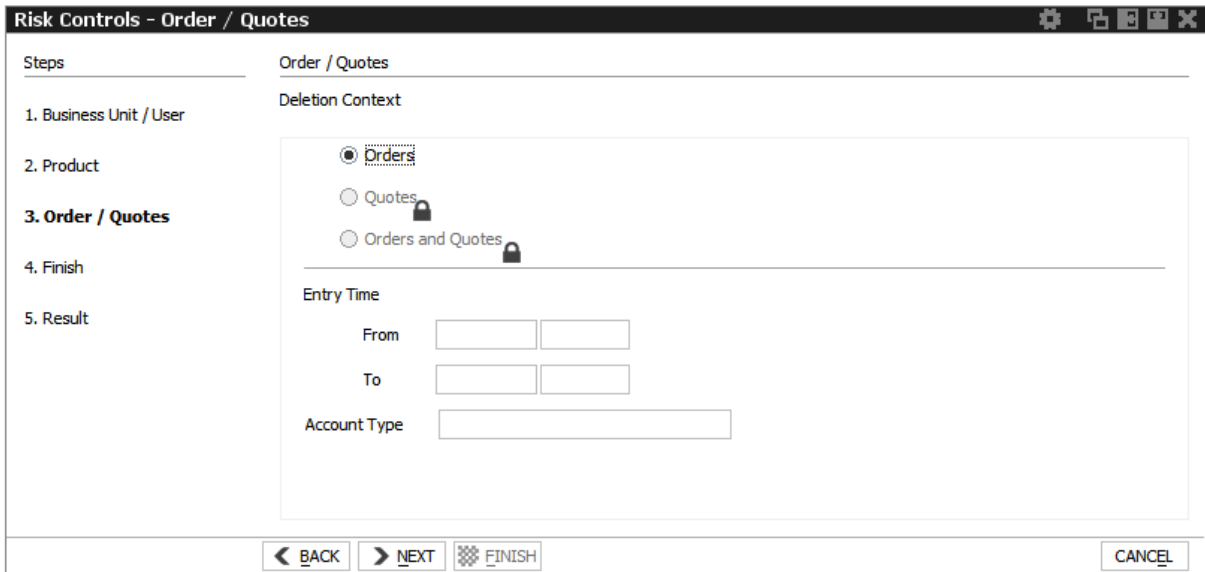 Risk Controls - Order / Quotes
Steps
1. Business Unit / User
2. Product
3. Order / Quotes
4. Finish
5. Result
Order / Quotes
Deletion Context
Orders
Quotes
Orders and Quotes
Entry Time
From
To
Account Type
BACK
NEXT
FINISH
CANCEL